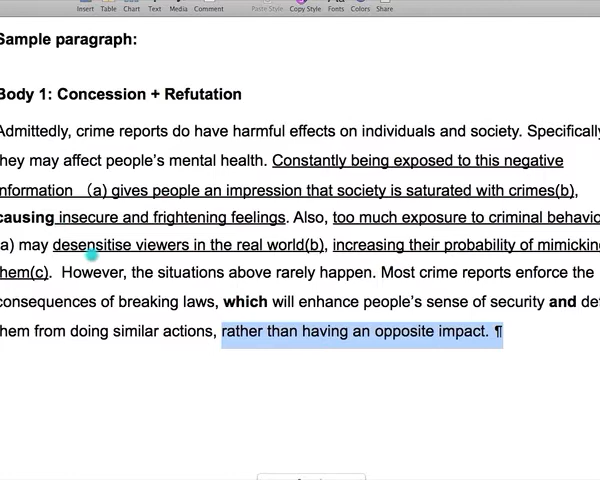 Insert Table Chart Text Media Comment Paste Style Copy Style Fonts Colors Share
Sample paragraph:
Body 1: Concession + Refutation
Admittedly, crime reports do have harmful effects on individuals and society. Specifically
they may affect people's mental health. Constantly being exposed to this negative
information （a) gives people an impression that society is saturated with crimes(b),
causing insecure and frightening feelings. Also, too much exposure to criminal behavio
(a) may desensitise viewers in the real world(b), increasing their probability of mimickin
them(c). However, the situations above rarely happen. Most crime reports enforce the
consequences of breaking laws, which will enhance people's sense of security and de
them from doing similar actions, rather than having an opposite impact. ¶